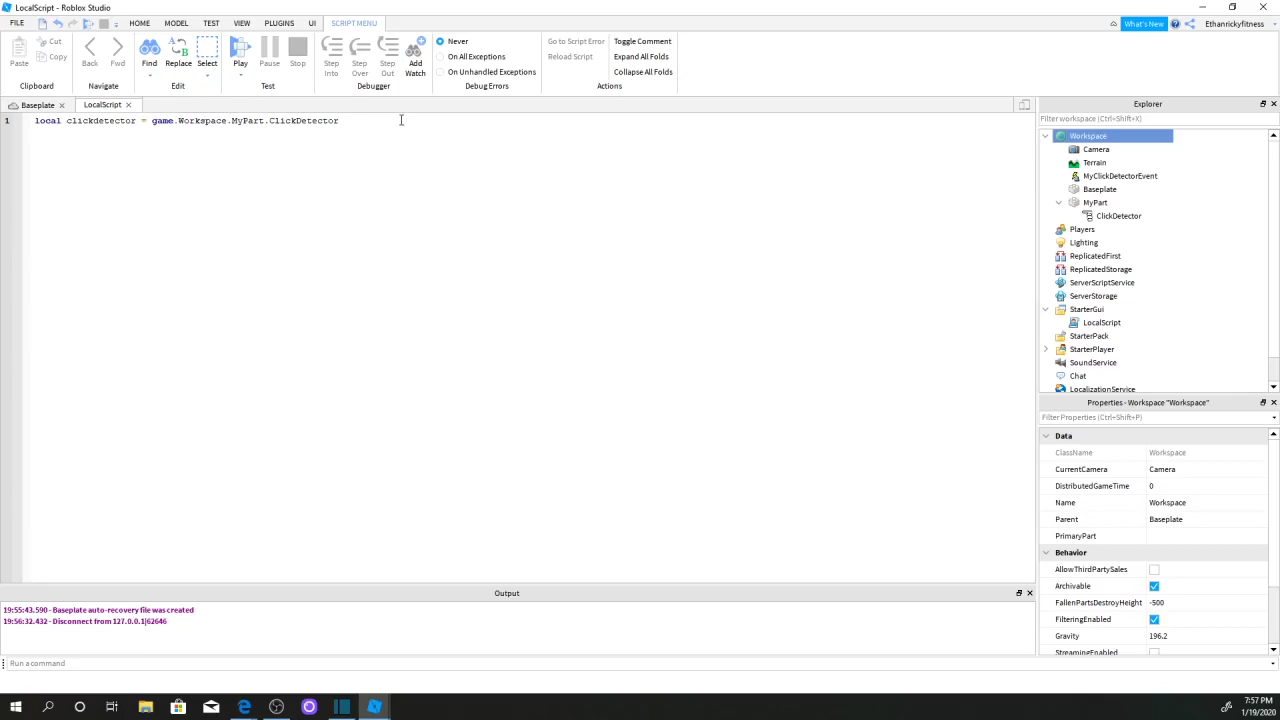 LocalScript - Roblox Studio
FILE HOME MODEL TEST VIEW PLUGINS UI SCRIPT MENU What's New Ethanrickyfitness
Paste Cut Copy Back Fwd Find Replace Select Play Pause Stop Step Into Step Over Step Out Add Watch
Never
On All Exceptions
On Unhandled Exceptions
Go to Script Error
Reload Script
Toggle Comment
Expand All Folds
Collapse All Folds
Clipboard Navigate Edit Test Debugger Debug Errors Actions
Baseplate LocalScript
1 local clickdetector = game.Workspace.MyPart.ClickDetector
Explorer
Filter workspace (Ctrl+Shift+X)
Workspace
Camera
Terrain
MyClickDetectorEvent
Baseplate
MyPart
ClickDetector
Players
Lighting
ReplicatedFirst
ReplicatedStorage
ServerScriptService
ServerStorage
StarterGui
LocalScript
StarterPack
StarterPlayer
SoundService
Chat
LocalizationService
Properties - Workspace "Workspace"
Filter Properties (Ctrl+Shift+P)
Data
ClassName Workspace
CurrentCamera Camera
DistributedGameTime 0
Name Workspace
Parent Baseplate
PrimaryPart
Behavior
AllowThirdPartySales
Archivable
FallenPartsDestroyHeight -500
FilteringEnabled
Gravity 196.2
StreamingEnabled
Output
19:55:43.590 - Baseplate auto-recovery file was created
19:56:32.432 - Disconnect from 127.0.0.1|62646
Run a command
7:57 PM
1/19/2020